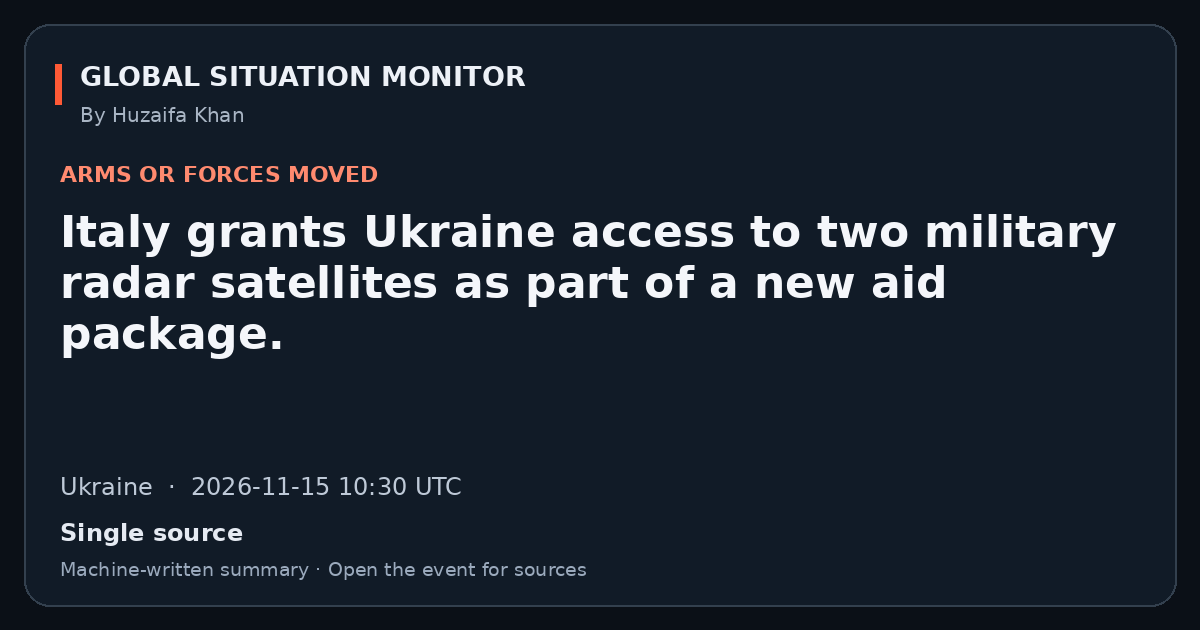 GLOBAL SITUATION MONITOR
By Huzaifa Khan
ARMS OR FORCES MOVED
Italy grants Ukraine access to two military
radar satellites as part of a new aid
package.
Ukraine · 2026-11-15 10:30 UTC
Single source
Machine-written summary · Open the event for sources